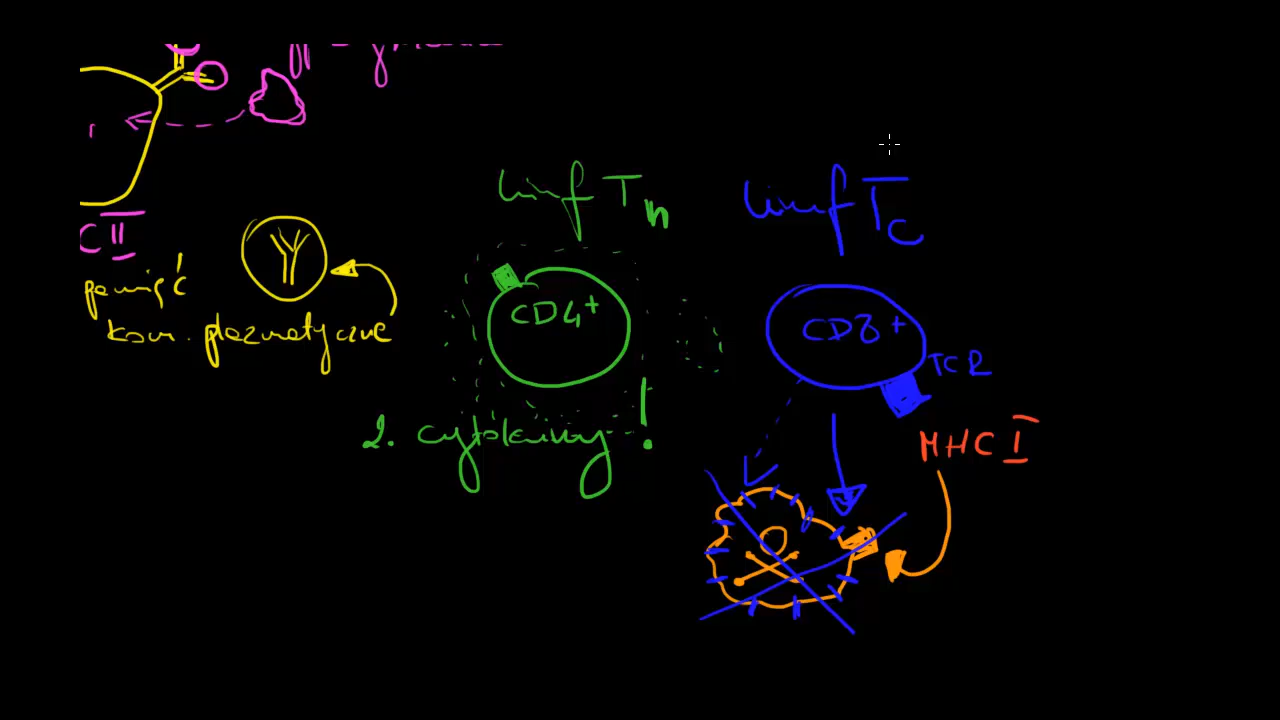 limf Th
limf Tc
C II
pamięć
kom. plazmatyczne
CD4+
CD8+
TCR
2. cytokiny!
MHC I